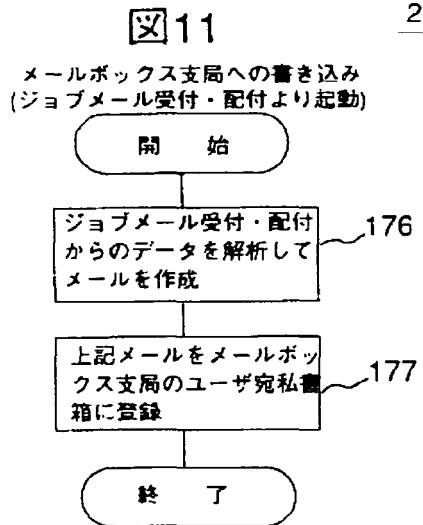 図11
2
メールボックス支局への書き込み
(ジョブメール受付・配付より起動)
開 始
ジョブメール受付・配付
からのデータを解析して
メールを作成
176
上記メールをメールボッ
クス支局のユーザ宛私書
箱に登録
177
終 了